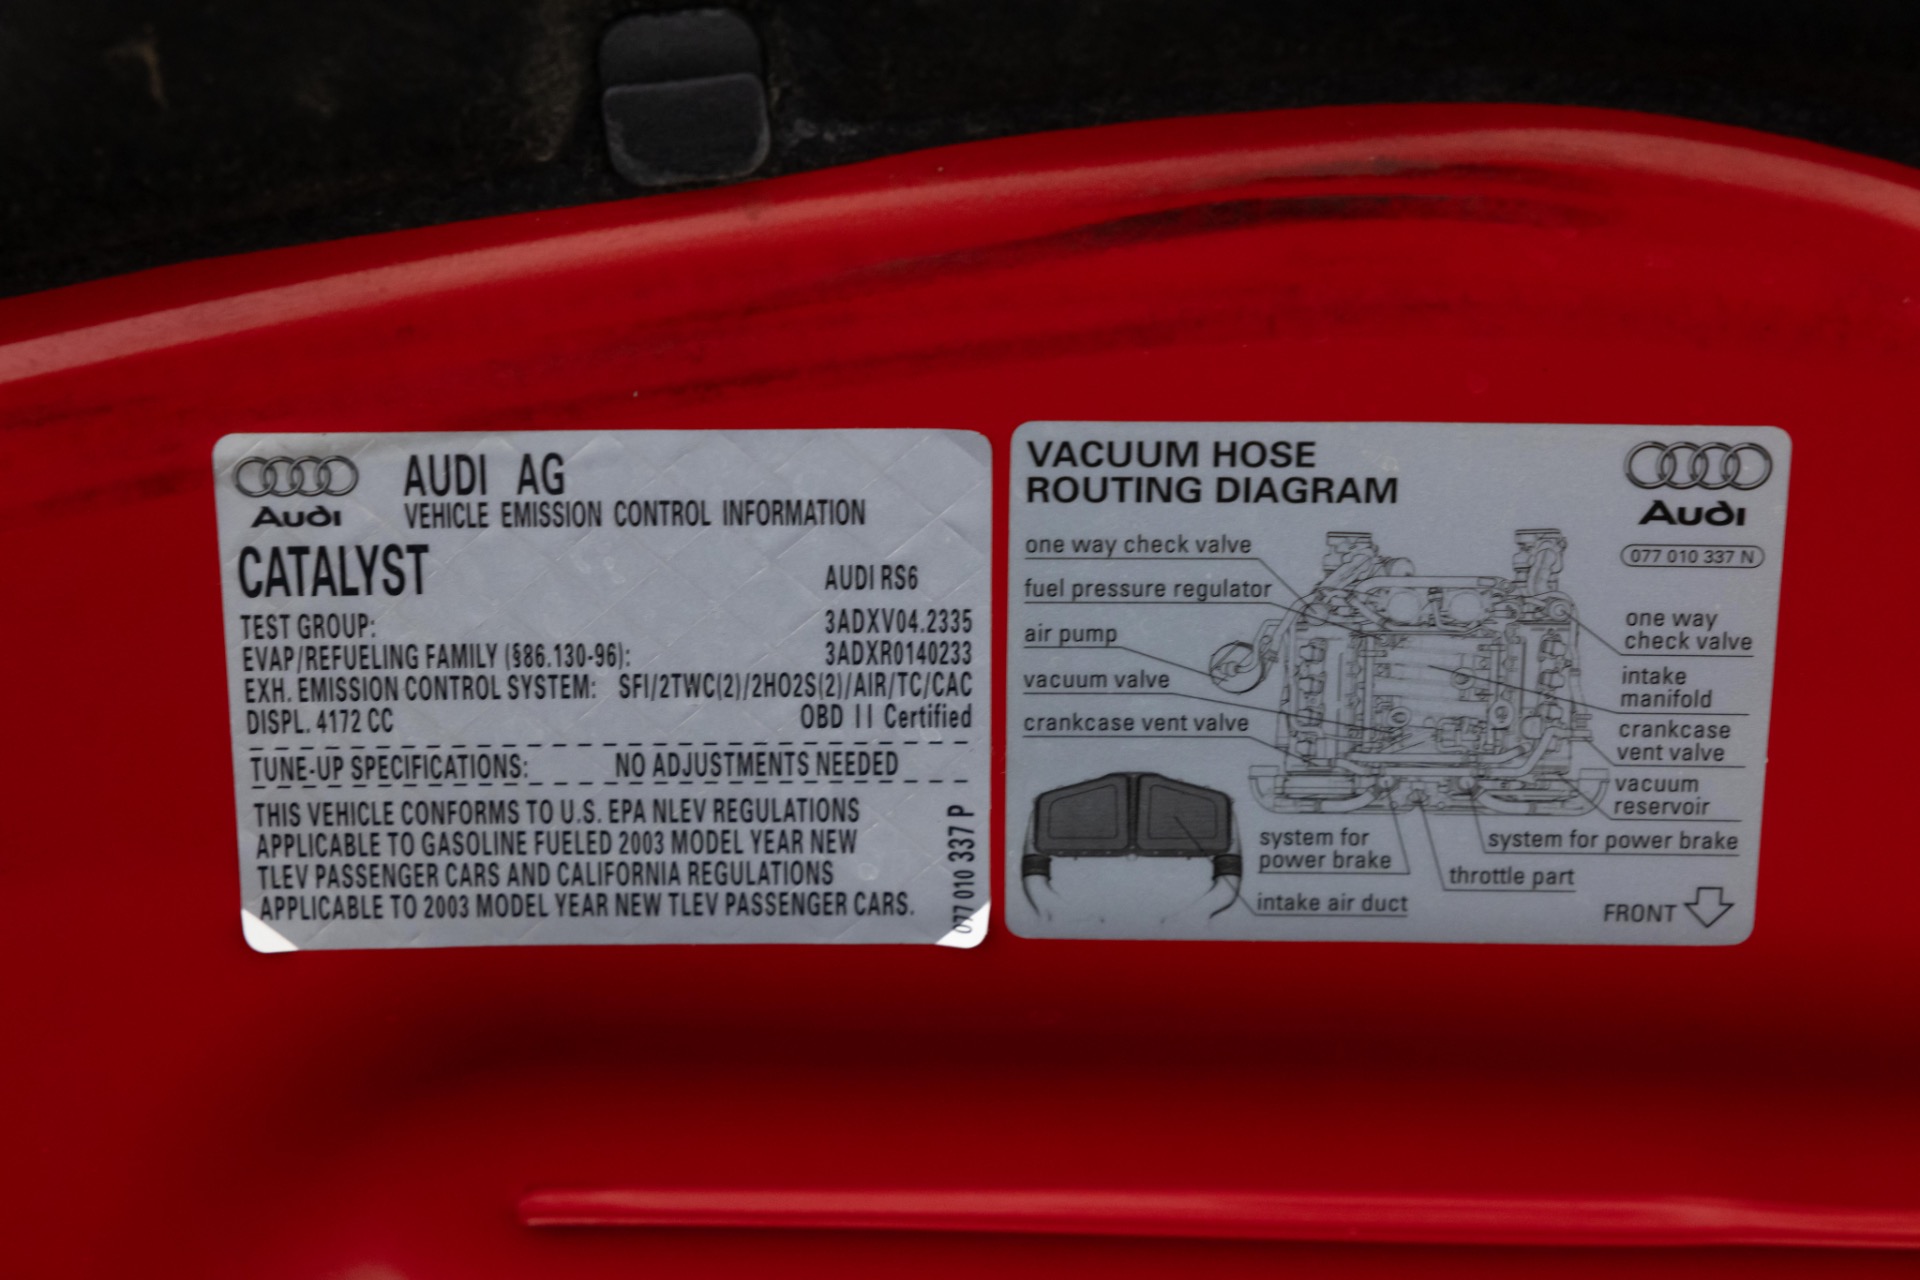 Audi
AUDI AG
VEHICLE EMISSION CONTROL INFORMATION
CATALYST
AUDI RS6
TEST GROUP: 3ADXV04.2335
EVAP/REFUELING FAMILY (§86.130-96): 3ADXR0140233
EXH. EMISSION CONTROL SYSTEM: SFI/2TWC(2)/2HO2S(2)/AIR/TC/CAC
DISPL. 4172 CC OBD II Certified
TUNE-UP SPECIFICATIONS: NO ADJUSTMENTS NEEDED
THIS VEHICLE CONFORMS TO U.S. EPA NLEV REGULATIONS
APPLICABLE TO GASOLINE FUELED 2003 MODEL YEAR NEW
TLEV PASSENGER CARS AND CALIFORNIA REGULATIONS
APPLICABLE TO 2003 MODEL YEAR NEW TLEV PASSENGER CARS.
077 010 337 P
VACUUM HOSE
ROUTING DIAGRAM
Audi
077 010 337 N
one way check valve
fuel pressure regulator
air pump
vacuum valve
crankcase vent valve
one way
check valve
intake
manifold
crankcase
vent valve
vacuum
reservoir
system for power brake
system for
power brake
throttle part
intake air duct
FRONT